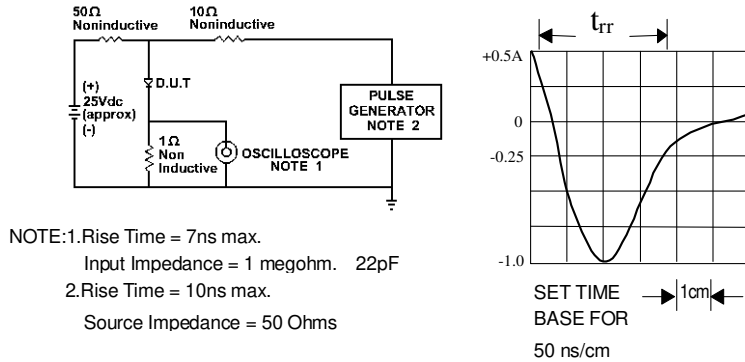 50Ω
Noninductive
10Ω
Noninductive
D.U.T
(+)
25Vdc
(approx)
(-)
1Ω
Non
Inductive
OSCILLOSCOPE
NOTE 1
PULSE
GENERATOR
NOTE 2
NOTE:1.Rise Time = 7ns max.
Input Impedance = 1 megohm. 22pF
2.Rise Time = 10ns max.
Source Impedance = 50 Ohms
trr
+0.5A
0
-0.25
-1.0
SET TIME
BASE FOR
50 ns/cm
1cm